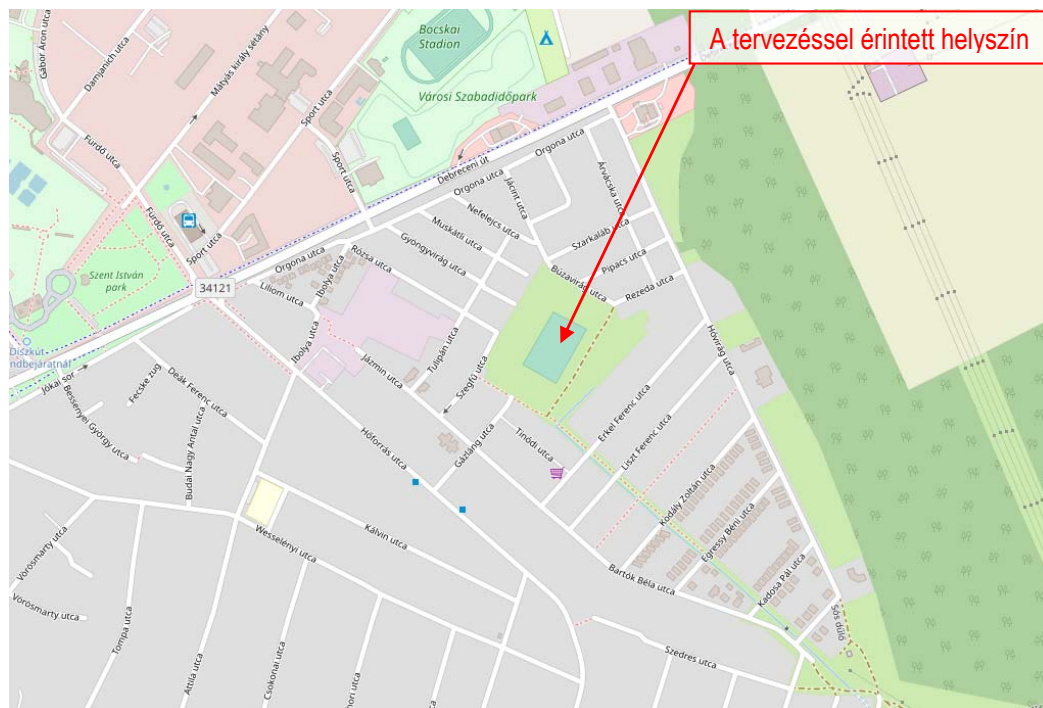 A tervezéssel érintett helyszín
Gábor Áron utca
Damjanich utca
Mátyás király sétány
Sport utca
Bocskai
Stadion
Városi Szabadidőpark
Fürdő utca
Sport utca
Debreceni út
Orgona utca
Orgona utca
Jácint utca
Árvácska utca
Nefelejcs utca
Muskátli utca
Szarkaláb utca
Gyöngyvirág utca
Fürdő utca
Sport utca
Rózsa utca
Orgona utca
Ibolya utca
Pipacs utca
Búzavirág utca
Rezeda utca
Szent István
park
34121
Liliom utca
Hóvirág utca
Díszkút
Ibolya utca
Tulipán utca
Jázmin utca
Szegfű utca
Jókai sor
Fecske zug
Deák Ferenc utca
Bessenyei György utca
Budai Nagy Antal utca
Hőforrás utca
Gázláng utca
Tinódi utca
Erkel Ferenc utca
Liszt Ferenc utca
Kodály Zoltán utca
Egressy Béni utca
Kadosa Pál utca
Kálvin utca
Wesselényi utca
Vörösmarty utca
Vörösmarty utca
Bartók Béla utca
Sós dűlő
Tompa utca
Attila utca
Csokonai utca
Szedres utca